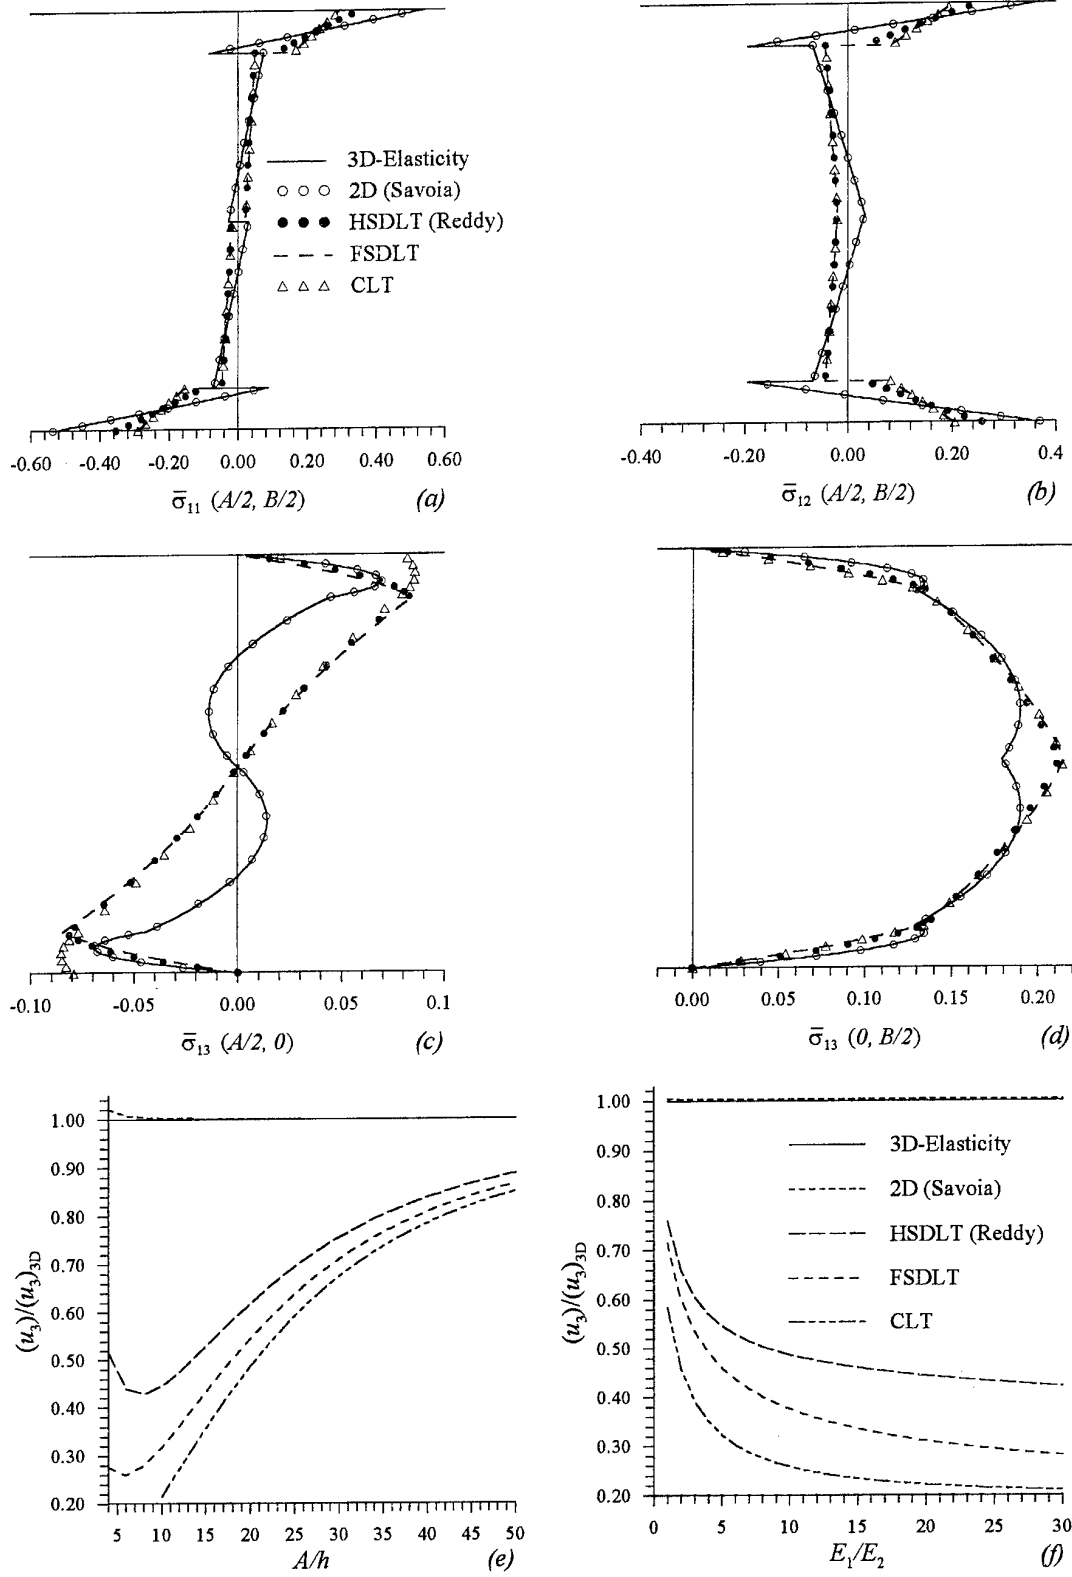 3D-Elasticity
2D (Savoia)
HSDLT (Reddy)
FSDLT
CLT
-0.60 -0.40 -0.20 0.00 0.20 0.40 0.60
σ̅₁₁ (A/2, B/2) (a)
-0.40 -0.20 0.00 0.20 0.4
σ̅₁₂ (A/2, B/2) (b)
-0.10 -0.05 0.00 0.05 0.1
σ̅₁₃ (A/2, 0) (c)
0.00 0.05 0.10 0.15 0.20
σ̅₁₃ (0, B/2) (d)
1.00
0.90
0.80
0.70
0.60
0.50
0.40
0.30
0.20
(u₃)/(u₃)₃D
5 10 15 20 25 30 35 40 45 50
A/h (e)
1.00
0.90
0.80
0.70
0.60
0.50
0.40
0.30
0.20
(u₃)/(u₃)₃D
3D-Elasticity
2D (Savoia)
HSDLT (Reddy)
FSDLT
CLT
0 5 10 15 20 25 30
E₁/E₂ (f)